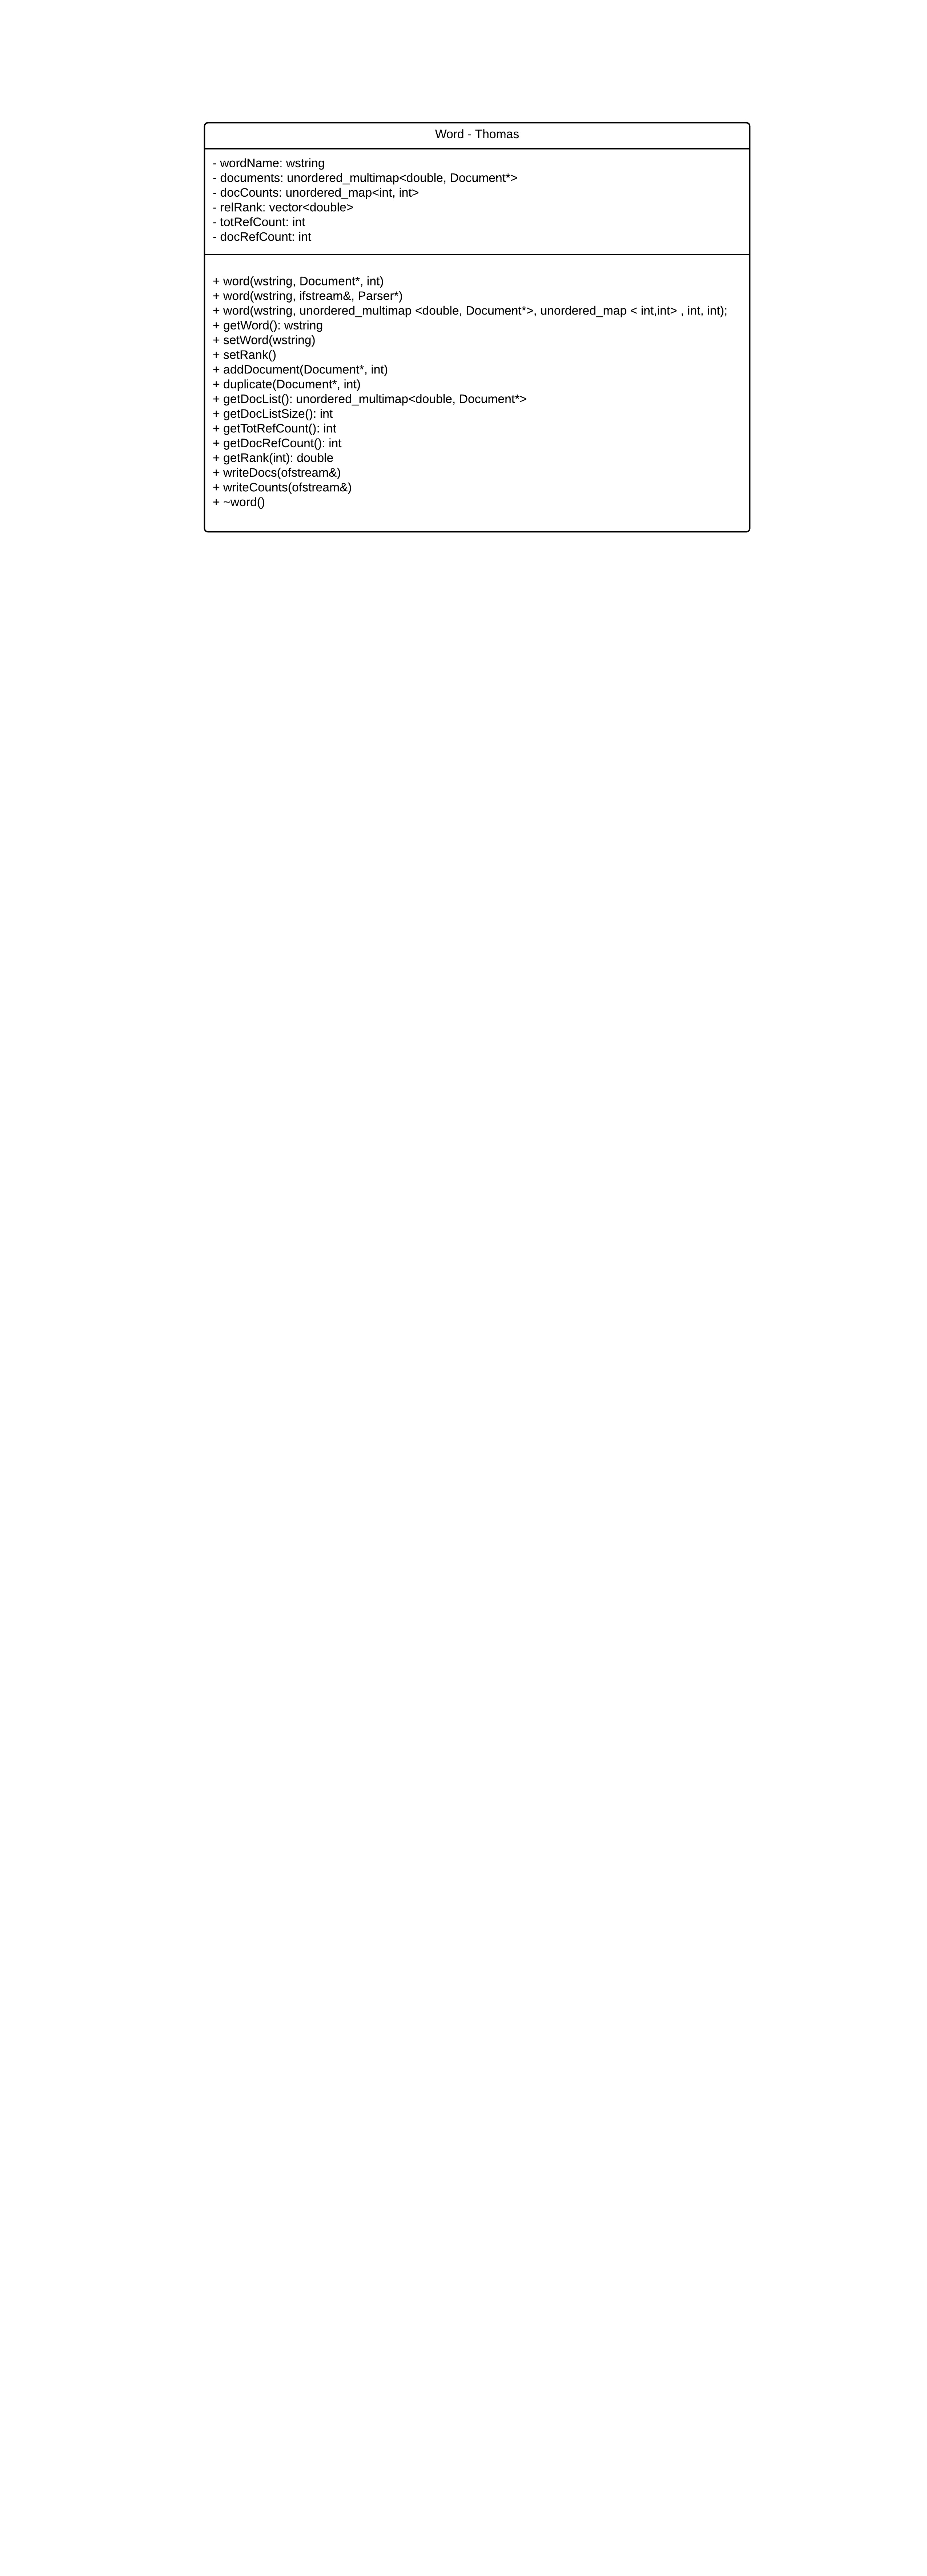 Word - Thomas
- wordName: wstring
- documents: unordered_multimap<double, Document*>
- docCounts: unordered_map<int, int>
- relRank: vector<double>
- totRefCount: int
- docRefCount: int
+ word(wstring, Document*, int)
+ word(wstring, ifstream&, Parser*)
+ word(wstring, unordered_multimap <double, Document*>, unordered_map < int,int> , int, int);
+ getWord(): wstring
+ setWord(wstring)
+ setRank()
+ addDocument(Document*, int)
+ duplicate(Document*, int)
+ getDocList(): unordered_multimap<double, Document*>
+ getDocListSize(): int
+ getTotRefCount(): int
+ getDocRefCount(): int
+ getRank(int): double
+ writeDocs(ofstream&)
+ writeCounts(ofstream&)
+ ~word()